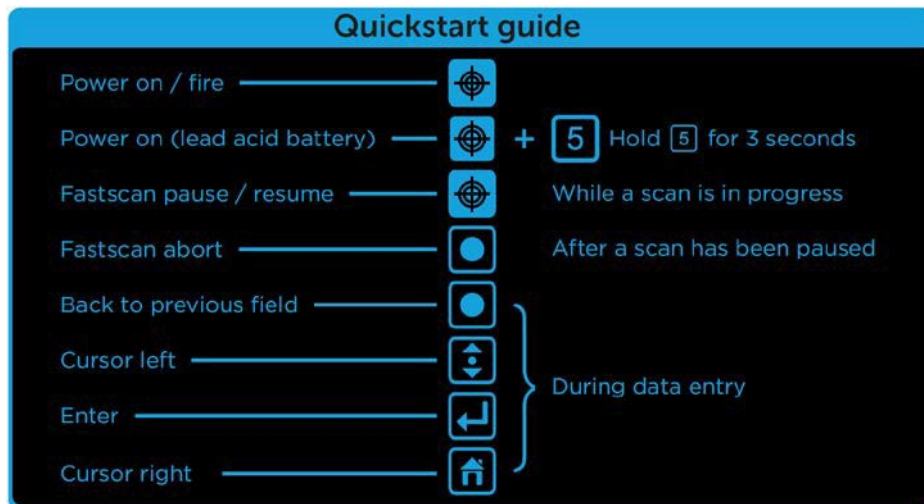 Quickstart guide
Power on / fire
Power on (lead acid battery) + 5 Hold 5 for 3 seconds
Fastscan pause / resume While a scan is in progress
Fastscan abort After a scan has been paused
Back to previous field
Cursor left
During data entry
Enter
Cursor right